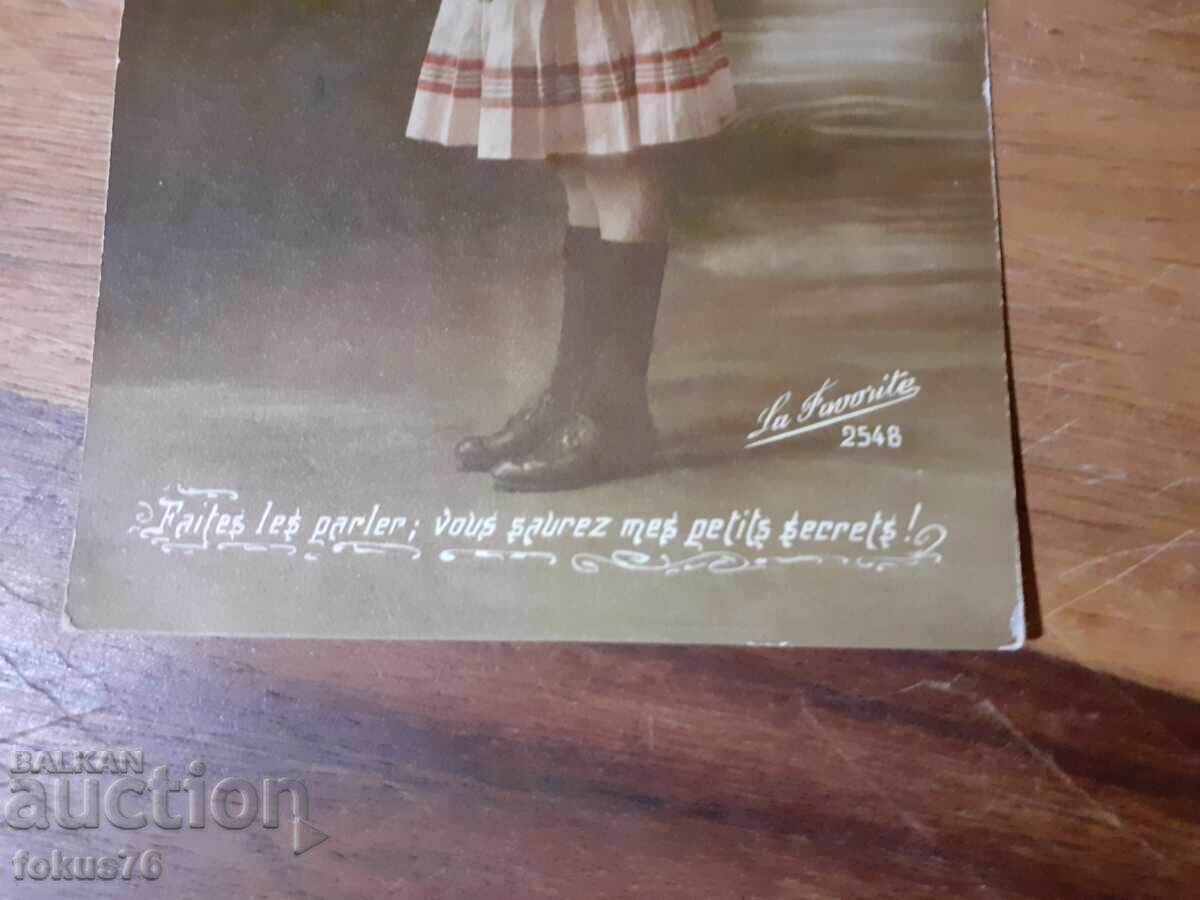 La Favorite
2548
Faites les parler; vous saurez mes petits secrets!
BALKAN
auction
fokus76